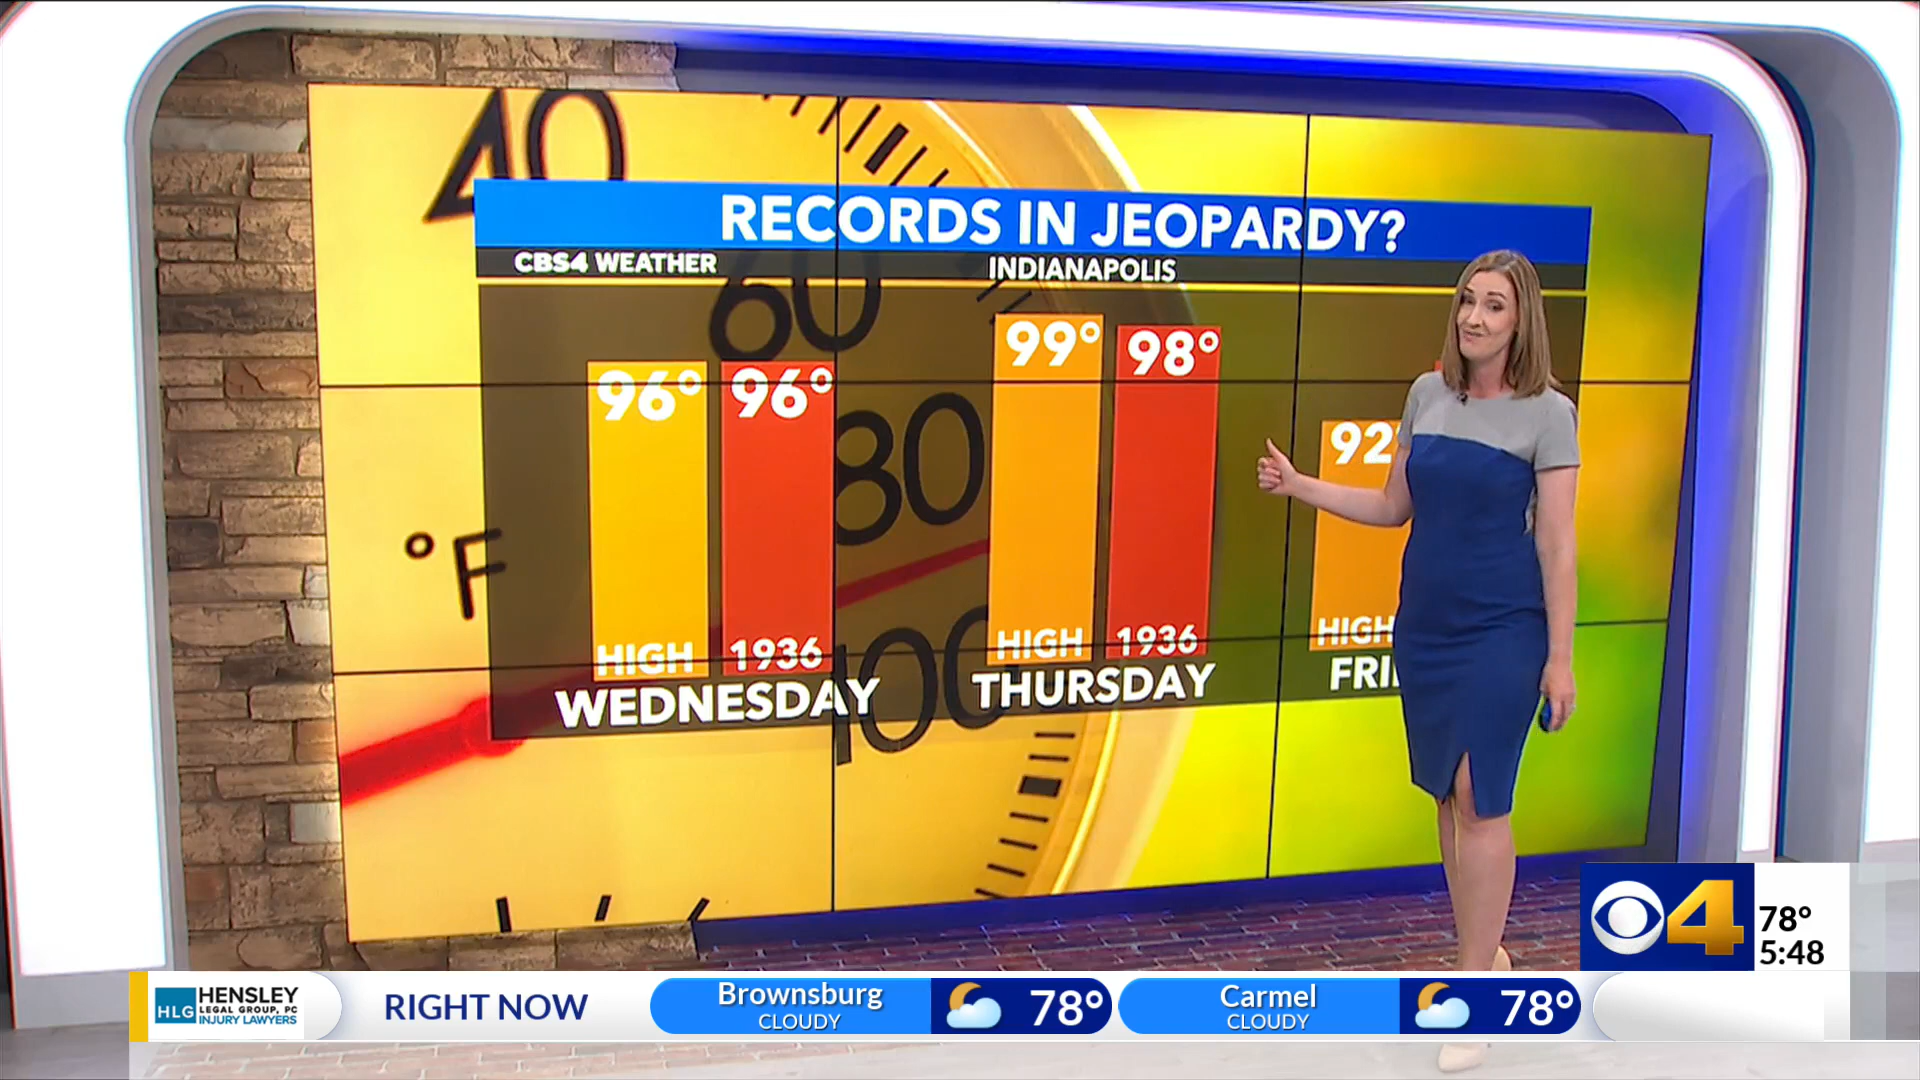 40
RECORDS IN JEOPARDY?
CBS4 WEATHER
INDIANAPOLIS
60
96° 96°
99° 98°
92
80
°F
100
HIGH 1936
HIGH 1936
HIGH
WEDNESDAY
THURSDAY
FRI
4
78°
5:48
HLG
HENSLEY
LEGAL GROUP, PC
INJURY LAWYERS
RIGHT NOW
Brownsburg
CLOUDY
78°
Carmel
CLOUDY
78°